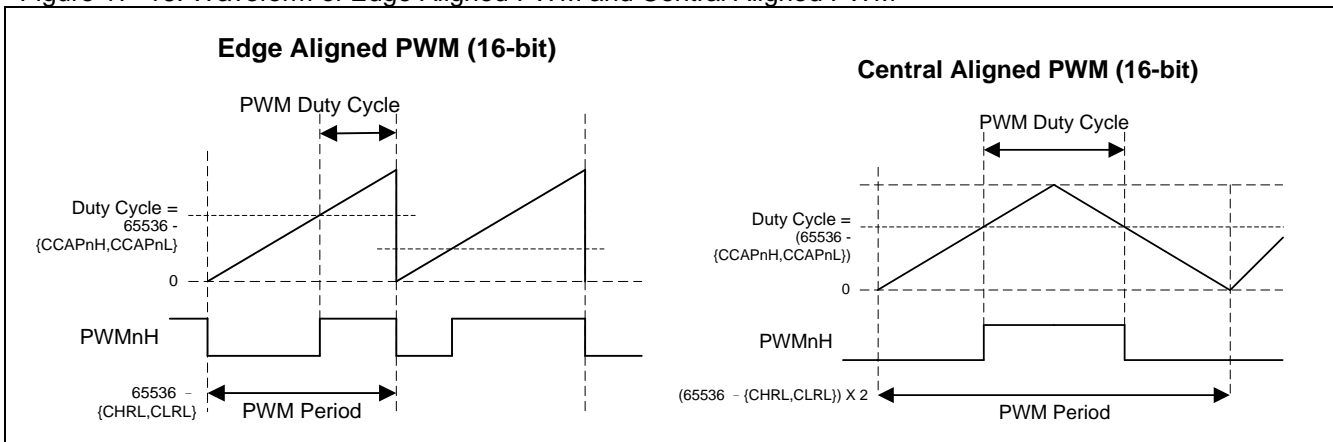 Edge Aligned PWM (16-bit)
PWM Duty Cycle
Duty Cycle =
65536 -
{CCAPnH,CCAPnL}
0
PWMnH
65536 -
{CHRL,CLRL}
PWM Period
Central Aligned PWM (16-bit)
PWM Duty Cycle
Duty Cycle =
(65536 -
{CCAPnH,CCAPnL})
0
PWMnH
(65536 - {CHRL,CLRL}) X 2
PWM Period